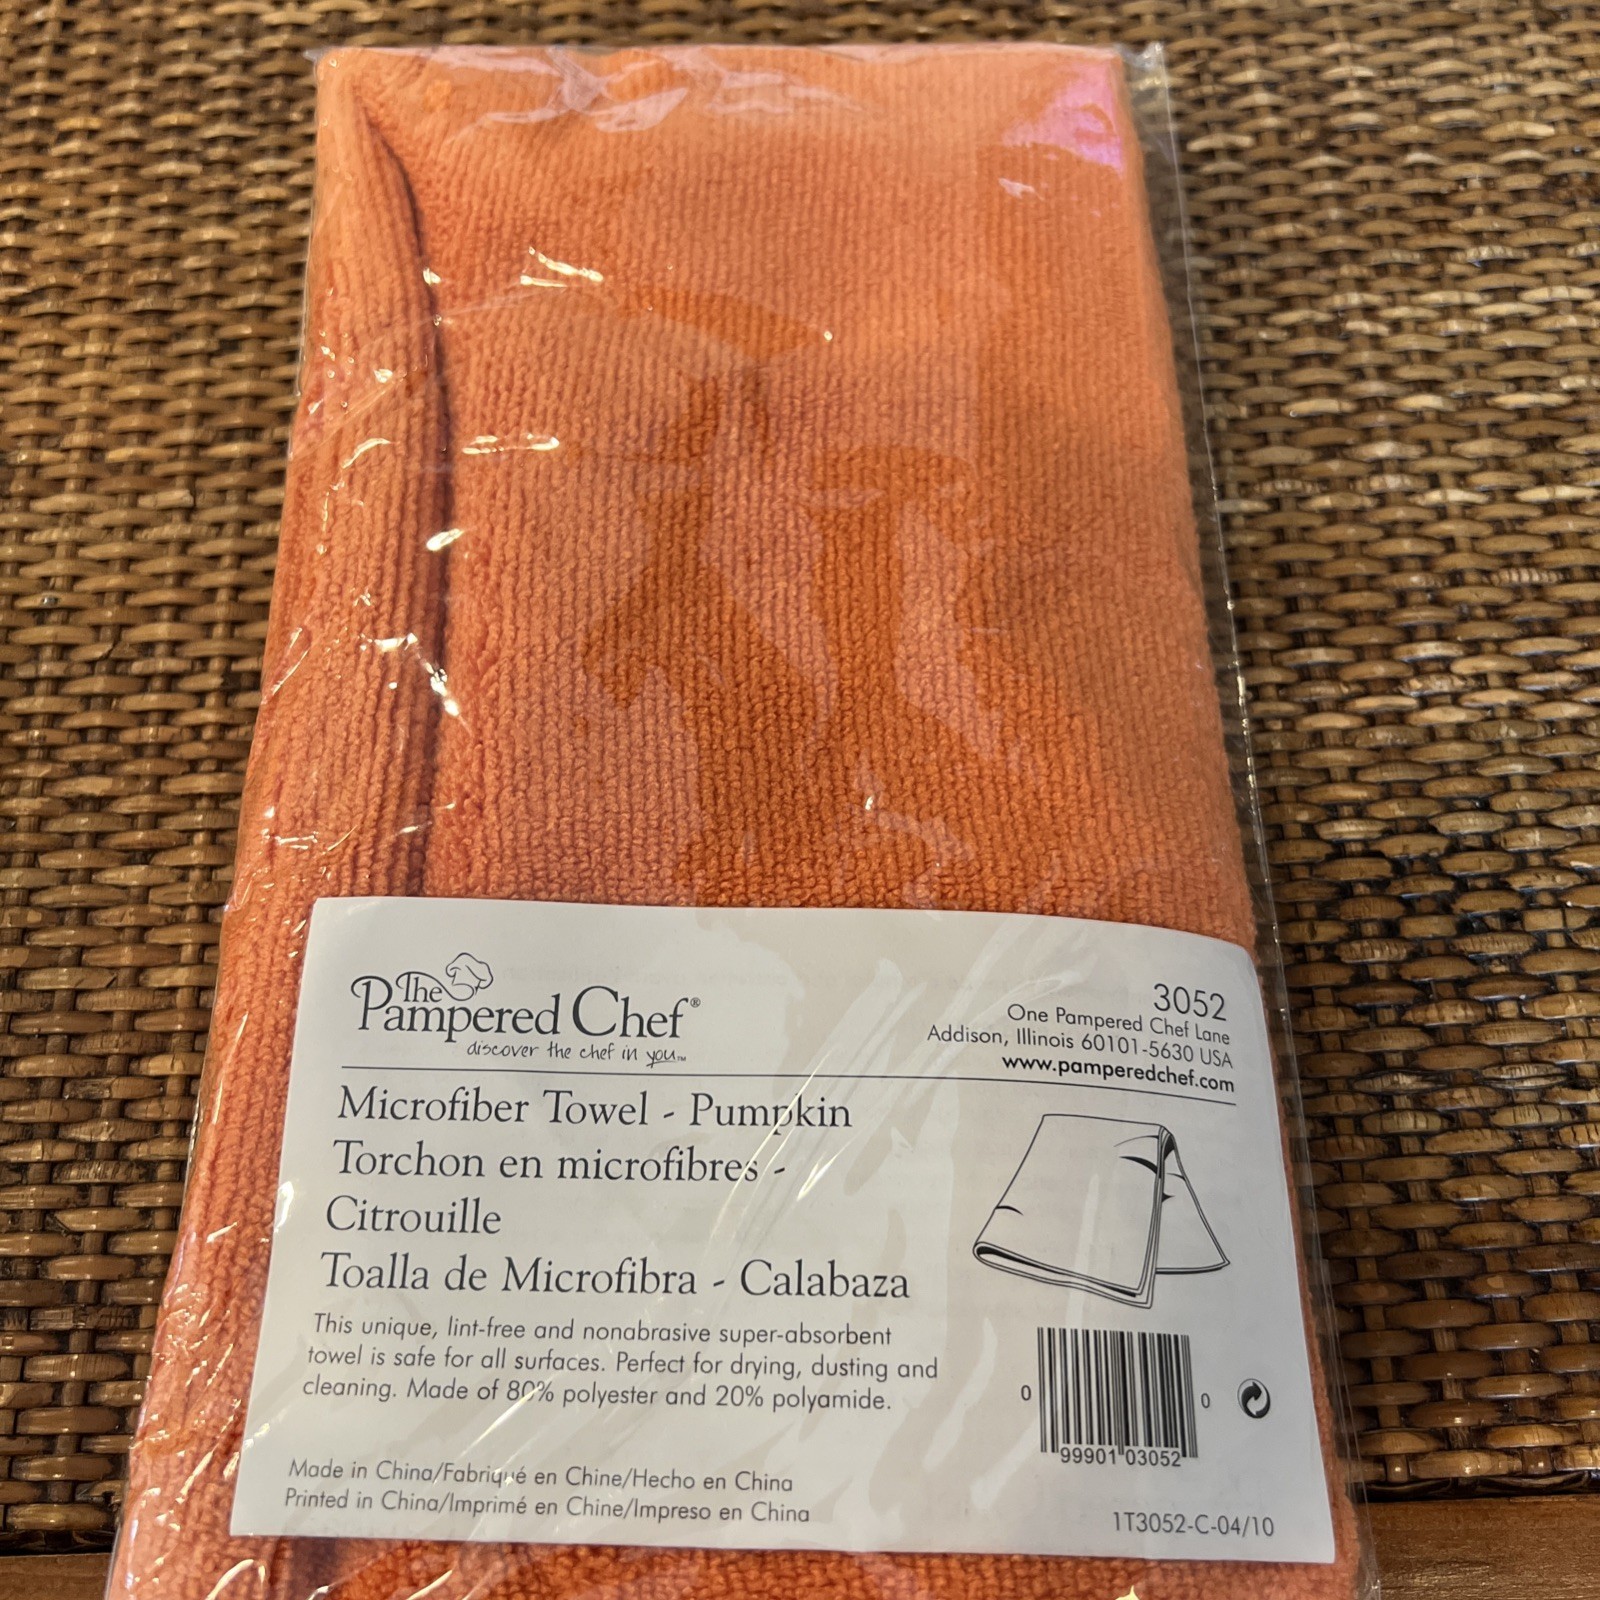 The
Pampered Chef®
discover the chef in you™
3052
One Pampered Chef Lane
Addison, Illinois 60101-5630 USA
www.pamperedchef.com
Microfiber Towel - Pumpkin
Torchon en microfibres -
Citrouille
Toalla de Microfibra - Calabaza
This unique, lint-free and nonabrasive super-absorbent
towel is safe for all surfaces. Perfect for drying, dusting and
cleaning. Made of 80% polyester and 20% polyamide.
0 99901 03052 0
Made in China/Fabriqué en Chine/Hecho en China
Printed in China/Imprimé en Chine/Impreso en China
1T3052-C-04/10